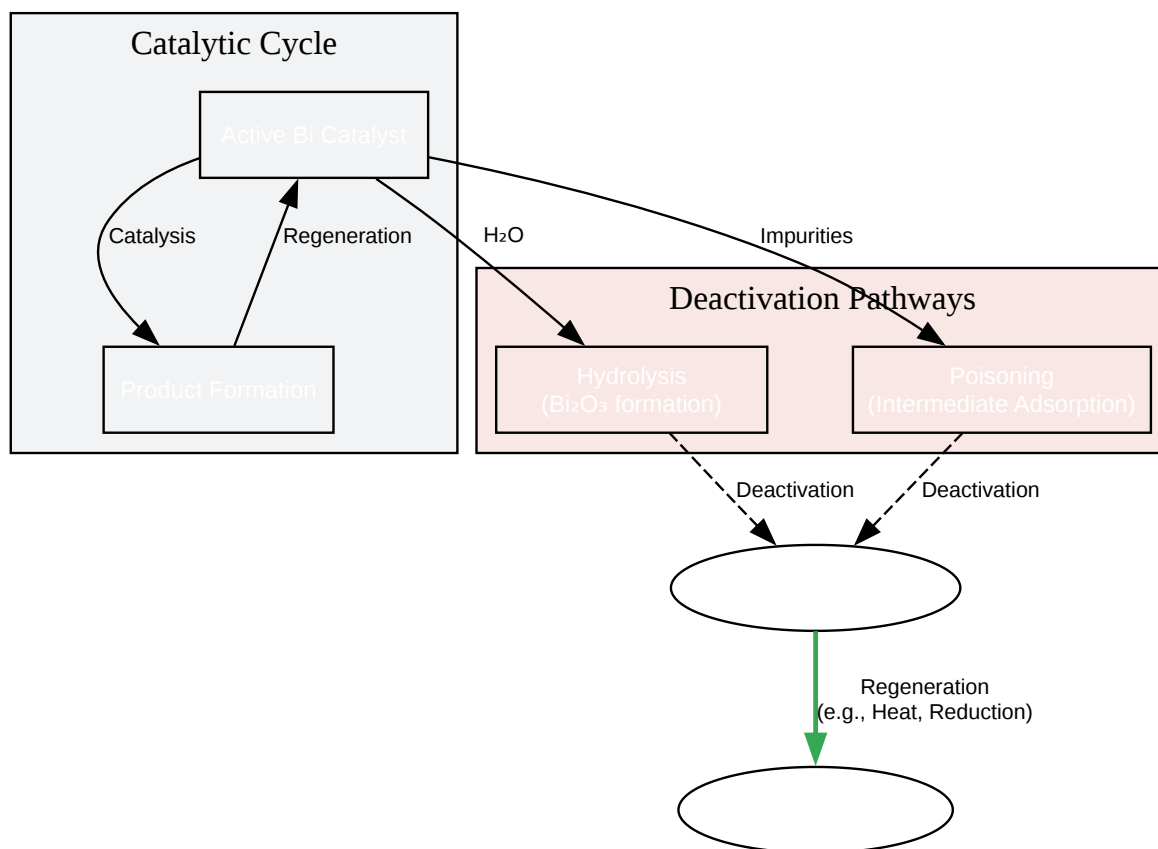 Catalytic Cycle
Active Bi Catalyst
Catalysis
Regeneration
H₂O
Impurities
Product Formation
Deactivation Pathways
Hydrolysis
(Bi₂O₃ formation)
Poisoning
(Intermediate Adsorption)
Deactivation
Deactivation
Regeneration
(e.g., Heat, Reduction)